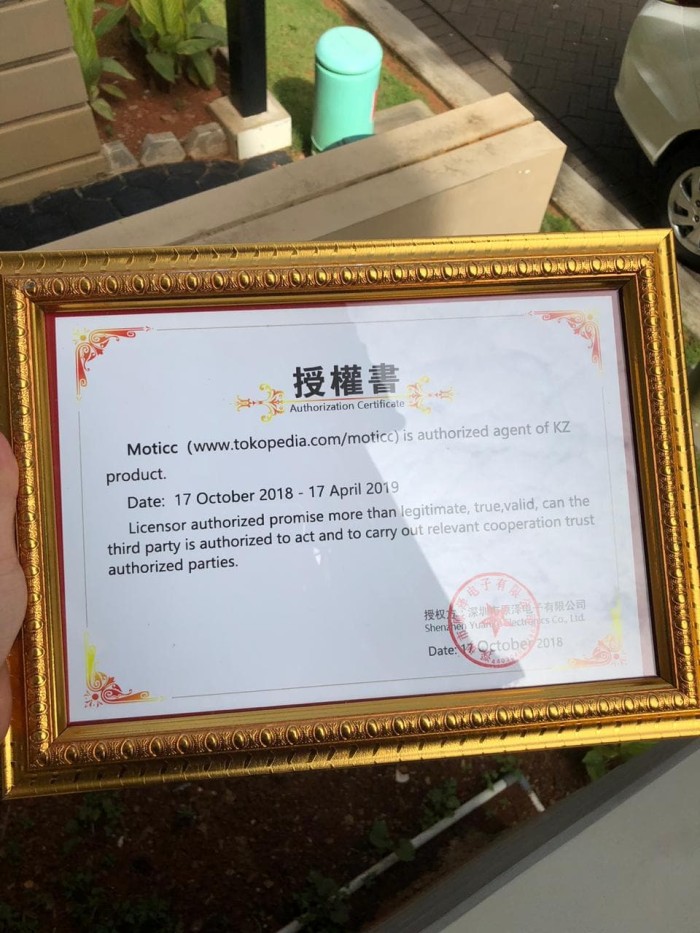 授權書
Authorization Certificate
Moticc (www.tokopedia.com/moticc) is authorized agent of KZ
product.
Date: 17 October 2018 - 17 April 2019
Licensor authorized promise more than legitimate, true,valid, can the
third party is authorized to act and to carry out relevant cooperation trust
authorized parties.
授权方 深圳市源泽电子有限公司
Shenzhen Electronics Co., Ltd.
Date: 17 October 2018